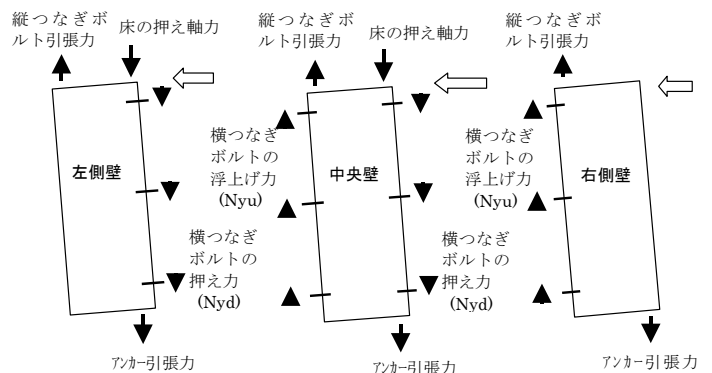 縦つなぎボ
ルト引張力
床の押え軸力
左側壁
横つなぎ
ボルトの
押え力
(Nyd)
アンカー引張力
縦つなぎボ
ルト引張力
床の押え軸力
横つなぎ
ボルトの
浮上げ力
(Nyu)
中央壁
横つなぎ
ボルトの
押え力
(Nyd)
アンカー引張力
縦つなぎボ
ルト引張力
横つなぎ
ボルトの
浮上げ力
(Nyu)
右側壁
アンカー引張力